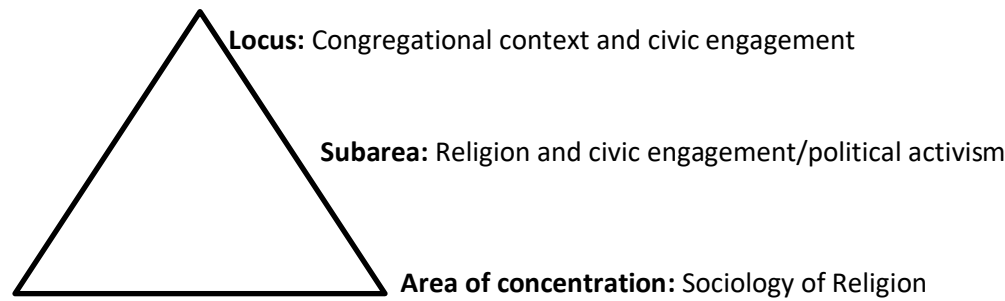 Locus: Congregational context and civic engagement
Subarea: Religion and civic engagement/political activism
Area of concentration: Sociology of Religion